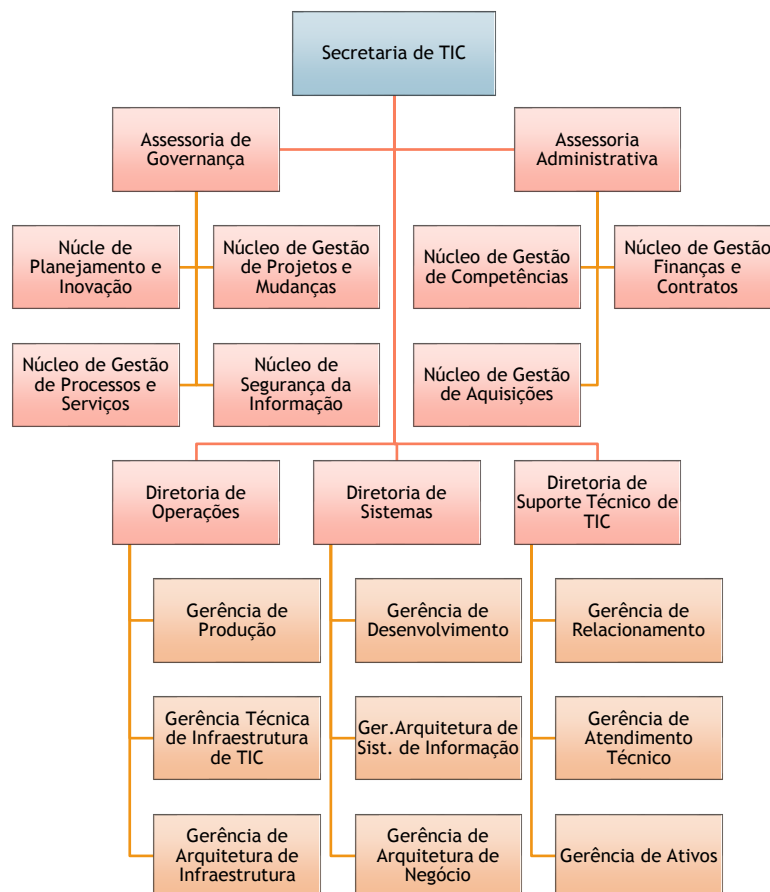 Secretaria de TIC
Assessoria de
Governança
Assessoria
Administrativa
Núcle de
Planejamento e
Inovação
Núcleo de Gestão
de Projetos e
Mudanças
Núcleo de Gestão
de Competências
Núcleo de Gestão
Finanças e
Contratos
Núcleo de Gestão
de Processos e
Serviços
Núcleo de
Segurança da
Informação
Núcleo de Gestão
de Aquisições
Diretoria de
Operações
Diretoria de
Sistemas
Diretoria de
Suporte Técnico de
TIC
Gerência de
Produção
Gerência de
Desenvolvimento
Gerência de
Relacionamento
Gerência Técnica
de Infraestrutura
de TIC
Ger.Arquitetura de
Sist. de Informação
Gerência de
Atendimento
Técnico
Gerência de
Arquitetura de
Infraestrutura
Gerência de
Arquitetura de
Negócio
Gerência de Ativos